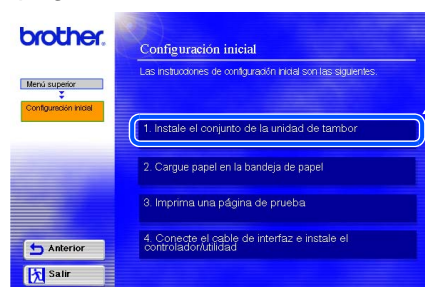 brother.
Configuración inicial
Las instrucciones de configuración inicial son las siguientes.
Menú superior
Configuración inicial
1. Instale el conjunto de la unidad de tambor
2. Cargue papel en la bandeja de papel
3. Imprima una página de prueba
4. Conecte el cable de interfaz e instale el
controlador/utilidad
Anterior
Salir